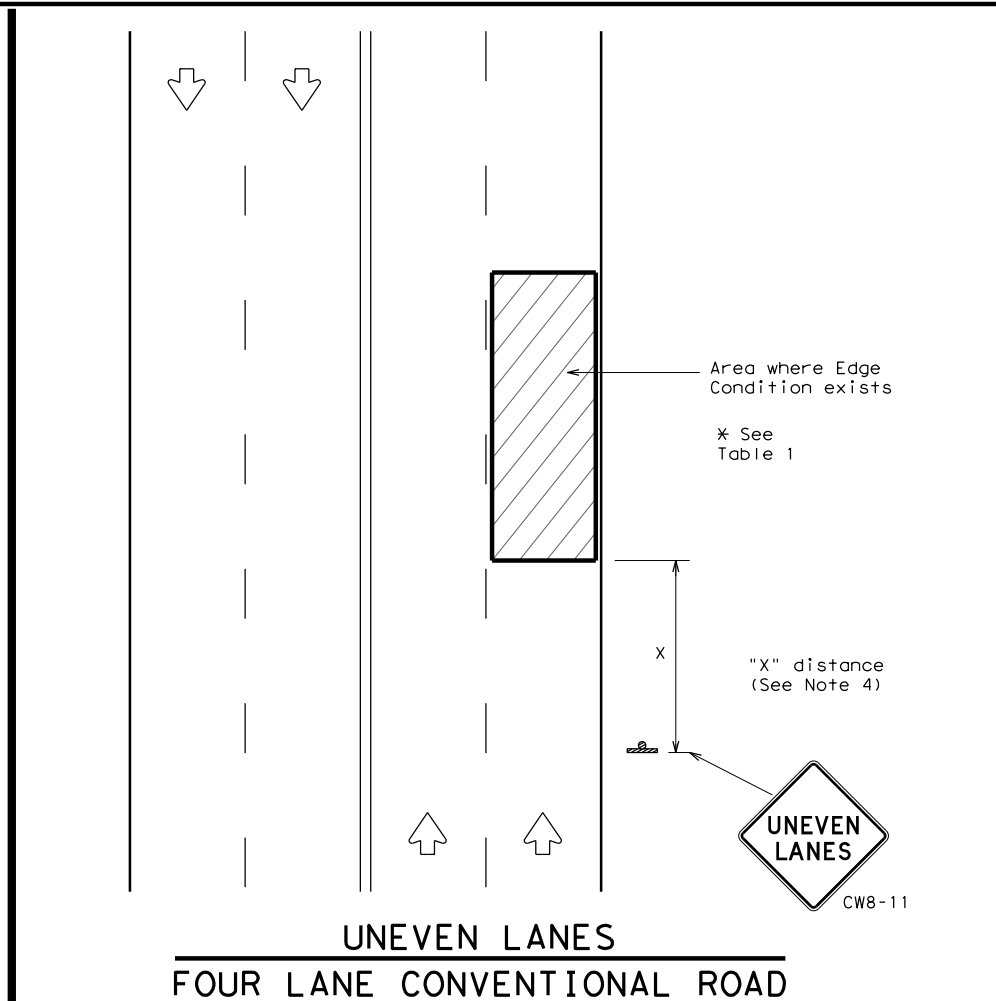 Area where Edge
Condition exists
* See
Table 1
X
"X" distance
(See Note 4)
UNEVEN
LANES
CW8-11
UNEVEN LANES
FOUR LANE CONVENTIONAL ROAD